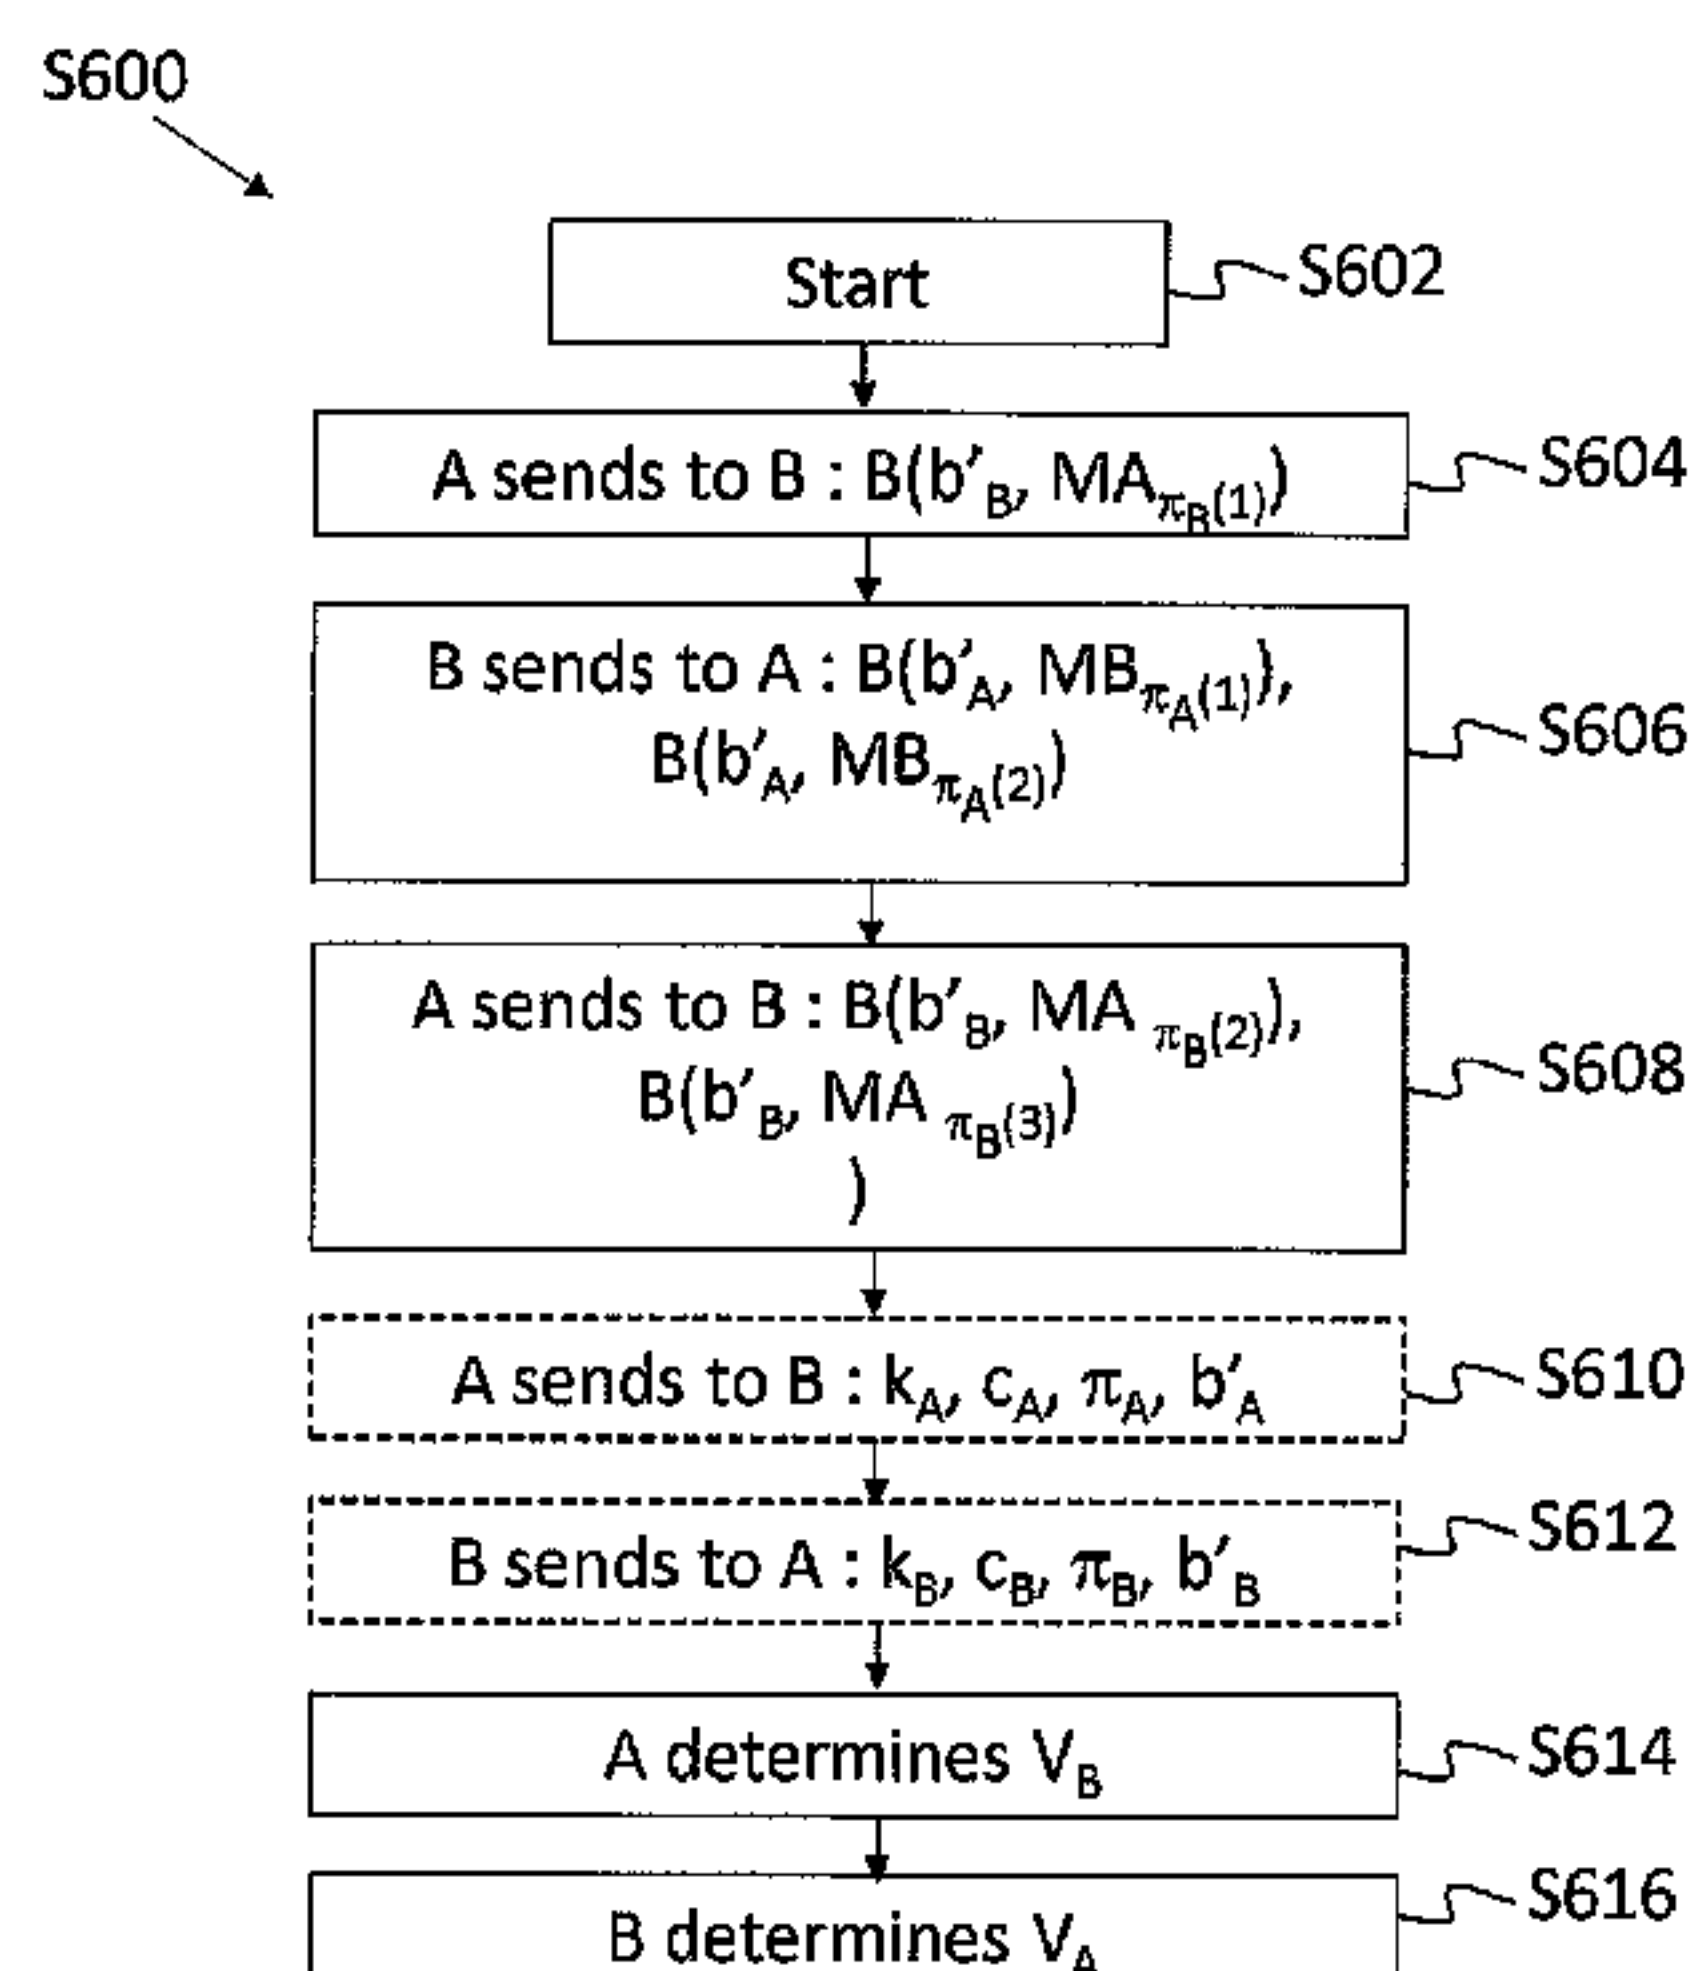 S600
Start
S602
A sends to B : B(b'B, MAπB(1))
S604
B sends to A : B(b'A, MBπA(1)),
B(b'A, MBπA(2))
S606
A sends to B : B(b'B, MA πB(2)),
B(b'B, MA πB(3))
)
S608
A sends to B : kA, cA, πA, b'A
S610
B sends to A : kB, cB, πB, b'B
S612
A determines VB
S614
B determines VA
S616